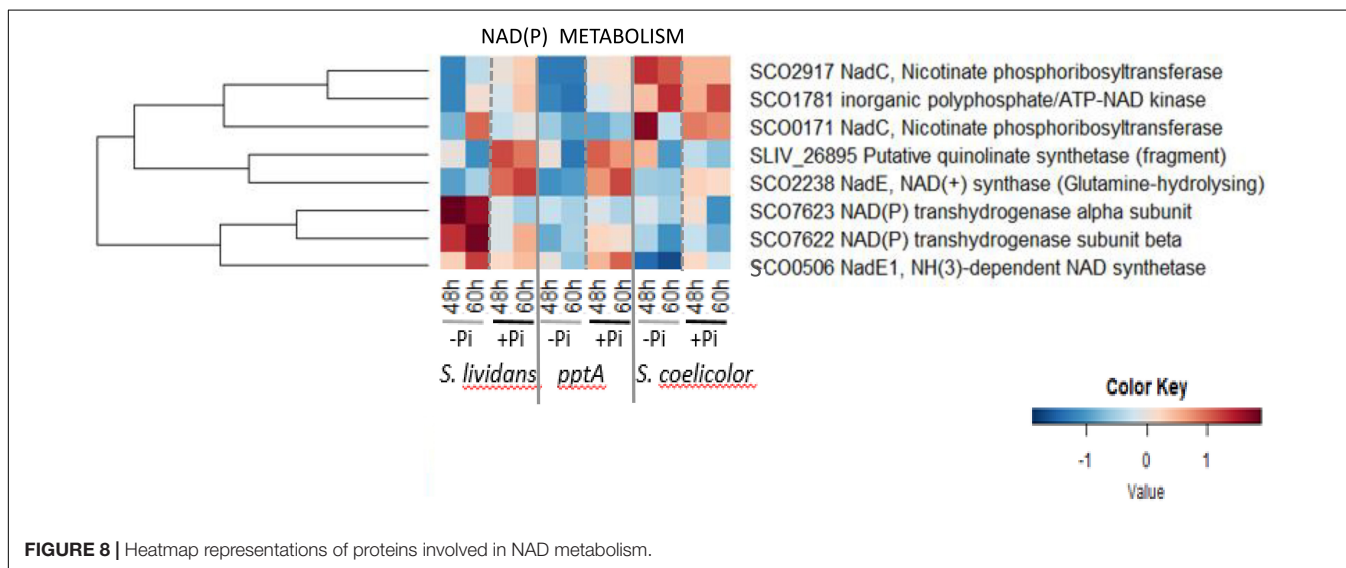 NAD(P) METABOLISM
SCO2917 NadC, Nicotinate phosphoribosyltransferase
SCO1781 inorganic polyphosphate/ATP-NAD kinase
SCO0171 NadC, Nicotinate phosphoribosyltransferase
SLIV_26895 Putative quinolinate synthetase (fragment)
SCO2238 NadE, NAD(+) synthase (Glutamine-hydrolysing)
SCO7623 NAD(P) transhydrogenase alpha subunit
SCO7622 NAD(P) transhydrogenase subunit beta
SCO0506 NadE1, NH(3)-dependent NAD synthetase
48h 60h 48h 60h 48h 60h 48h 60h 48h 60h 48h 60h
-Pi +Pi -Pi +Pi -Pi +Pi
S. lividans pptA S. coelicolor
Color Key
-1 0 1
Value
FIGURE 8 | Heatmap representations of proteins involved in NAD metabolism.